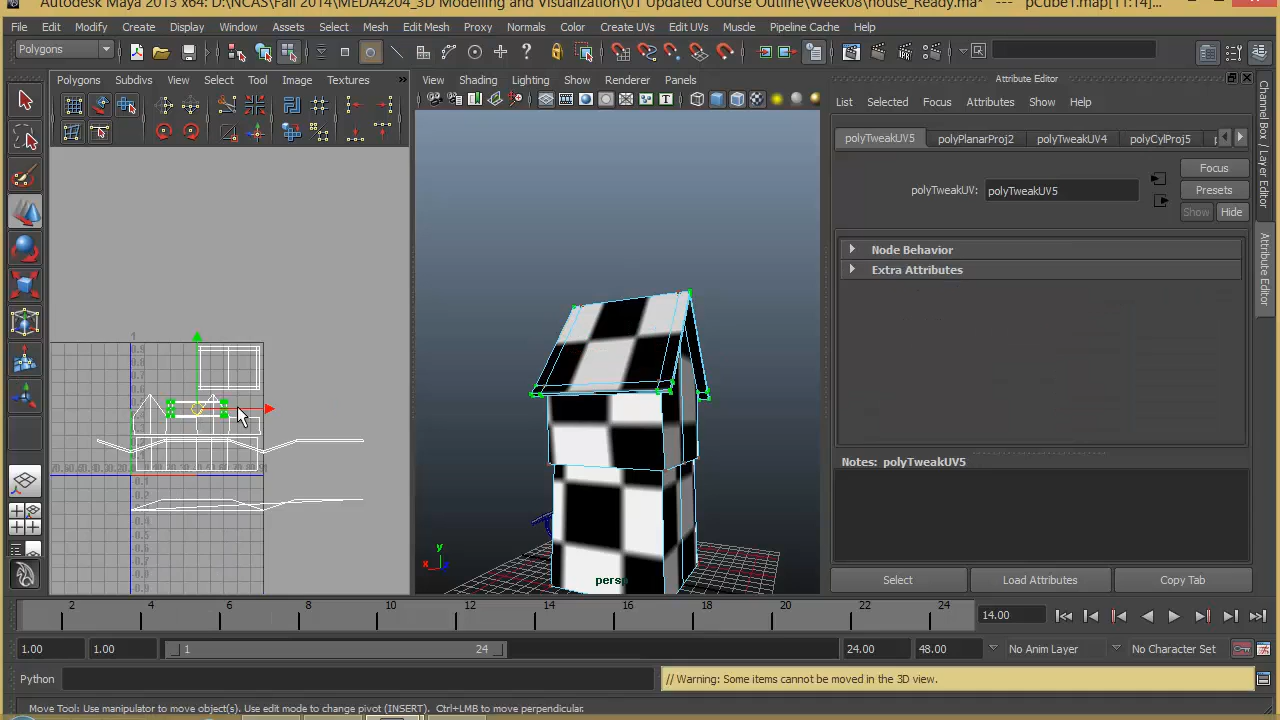 Autodesk Maya 2013 x64: D:\NCAS\Fall 2014\MEDA4204_3D Modelling and Visualization\01 Updated Course Outline\Week08\house_Ready.ma* --- pCube1.map[11:14]...
File Edit Modify Create Display Window Assets Select Mesh Edit Mesh Proxy Normals Color Create UVs Edit UVs Muscle Pipeline Cache Help
Polygons
Polygons Subdivs View Select Tool Image Textures »
View Shading Lighting Show Renderer Panels
Attribute Editor
List Selected Focus Attributes Show Help
polyTweakUV5 polyPlanarProj2 polyTweakUV4 polyCylProj5
Focus
polyTweakUV: polyTweakUV5
Presets
Show Hide
Node Behavior
Extra Attributes
Channel Box / Layer Editor
Attribute Editor
y
x
persp
Notes: polyTweakUV5
Select Load Attributes Copy Tab
2 4 6 8 10 12 14 16 18 20 22 24
14.00
1.00 1.00 1 24 24.00 48.00 No Anim Layer No Character Set
Python
// Warning: Some items cannot be moved in the 3D view.
Move Tool: Use manipulator to move object(s). Use edit mode to change pivot (INSERT). Ctrl+LMB to move perpendicular.